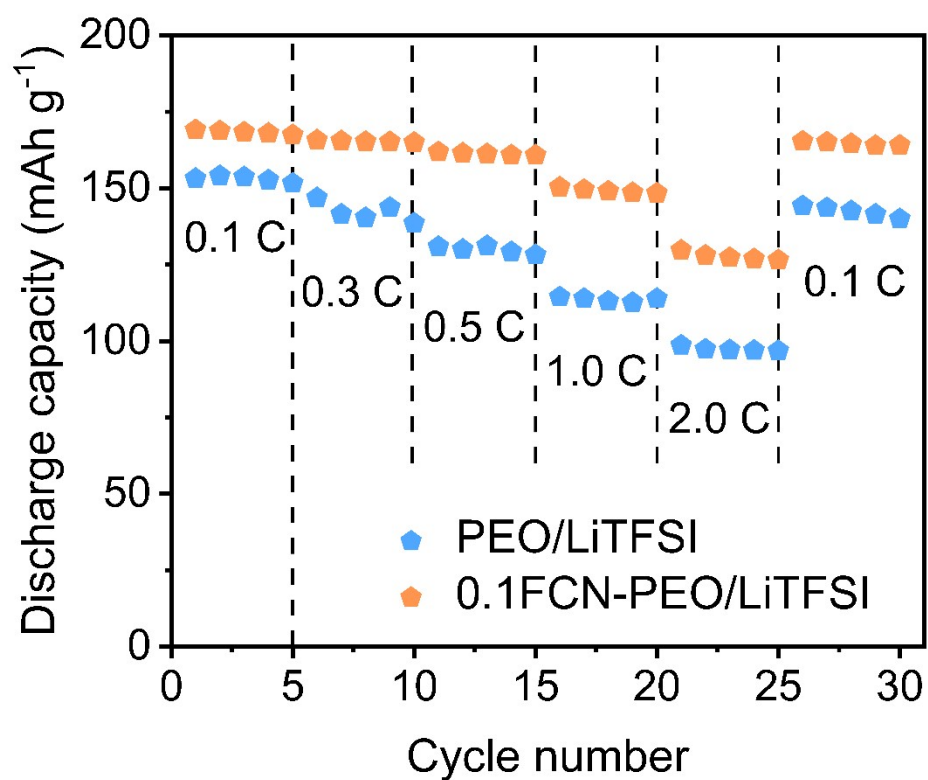 Discharge capacity (mAh g⁻¹)
200
150
100
50
0
0.1 C
0.3 C
0.5 C
1.0 C
2.0 C
0.1 C
PEO/LiTFSI
0.1FCN-PEO/LiTFSI
0 5 10 15 20 25 30
Cycle number